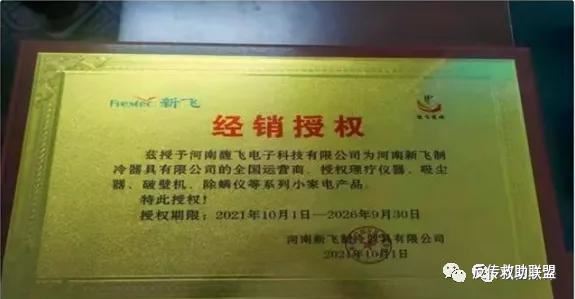 新飞
经销授权
兹授予河南魏飞电子科技有限公司为河南新飞制
冷器具有限公司的全国运营商，授权理疗仪器、吸尘
器、破壁机、除螨仪等系列小家电产品。
特此授权！
授权期限：2021年10月1日—2026年9月30日
河南新飞制冷器具有限公司
2021年10月1日
反传救助联盟